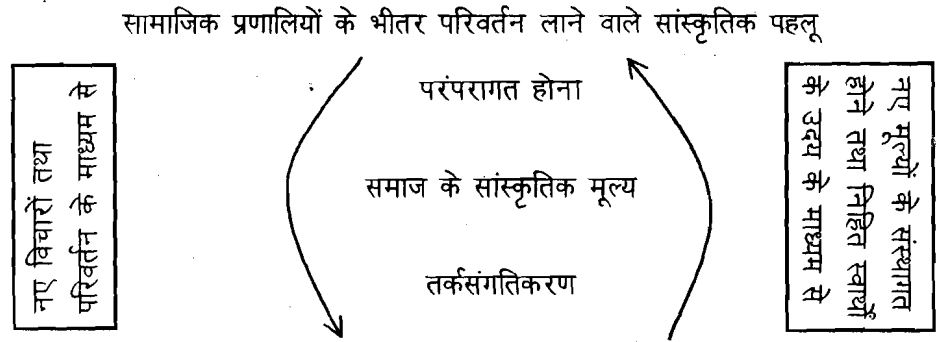 सामाजिक प्रणालियों के भीतर परिवर्तन लाने वाले सांस्कृतिक पहलू
नए विचारों तथा
परिवर्तन के माध्यम से
परंपरागत होना
समाज के सांस्कृतिक मूल्य
तर्कसंगतिकरण
नए मूल्यों के संस्थागत
होने तथा निहित स्वार्थों
के उदय के माध्यम से